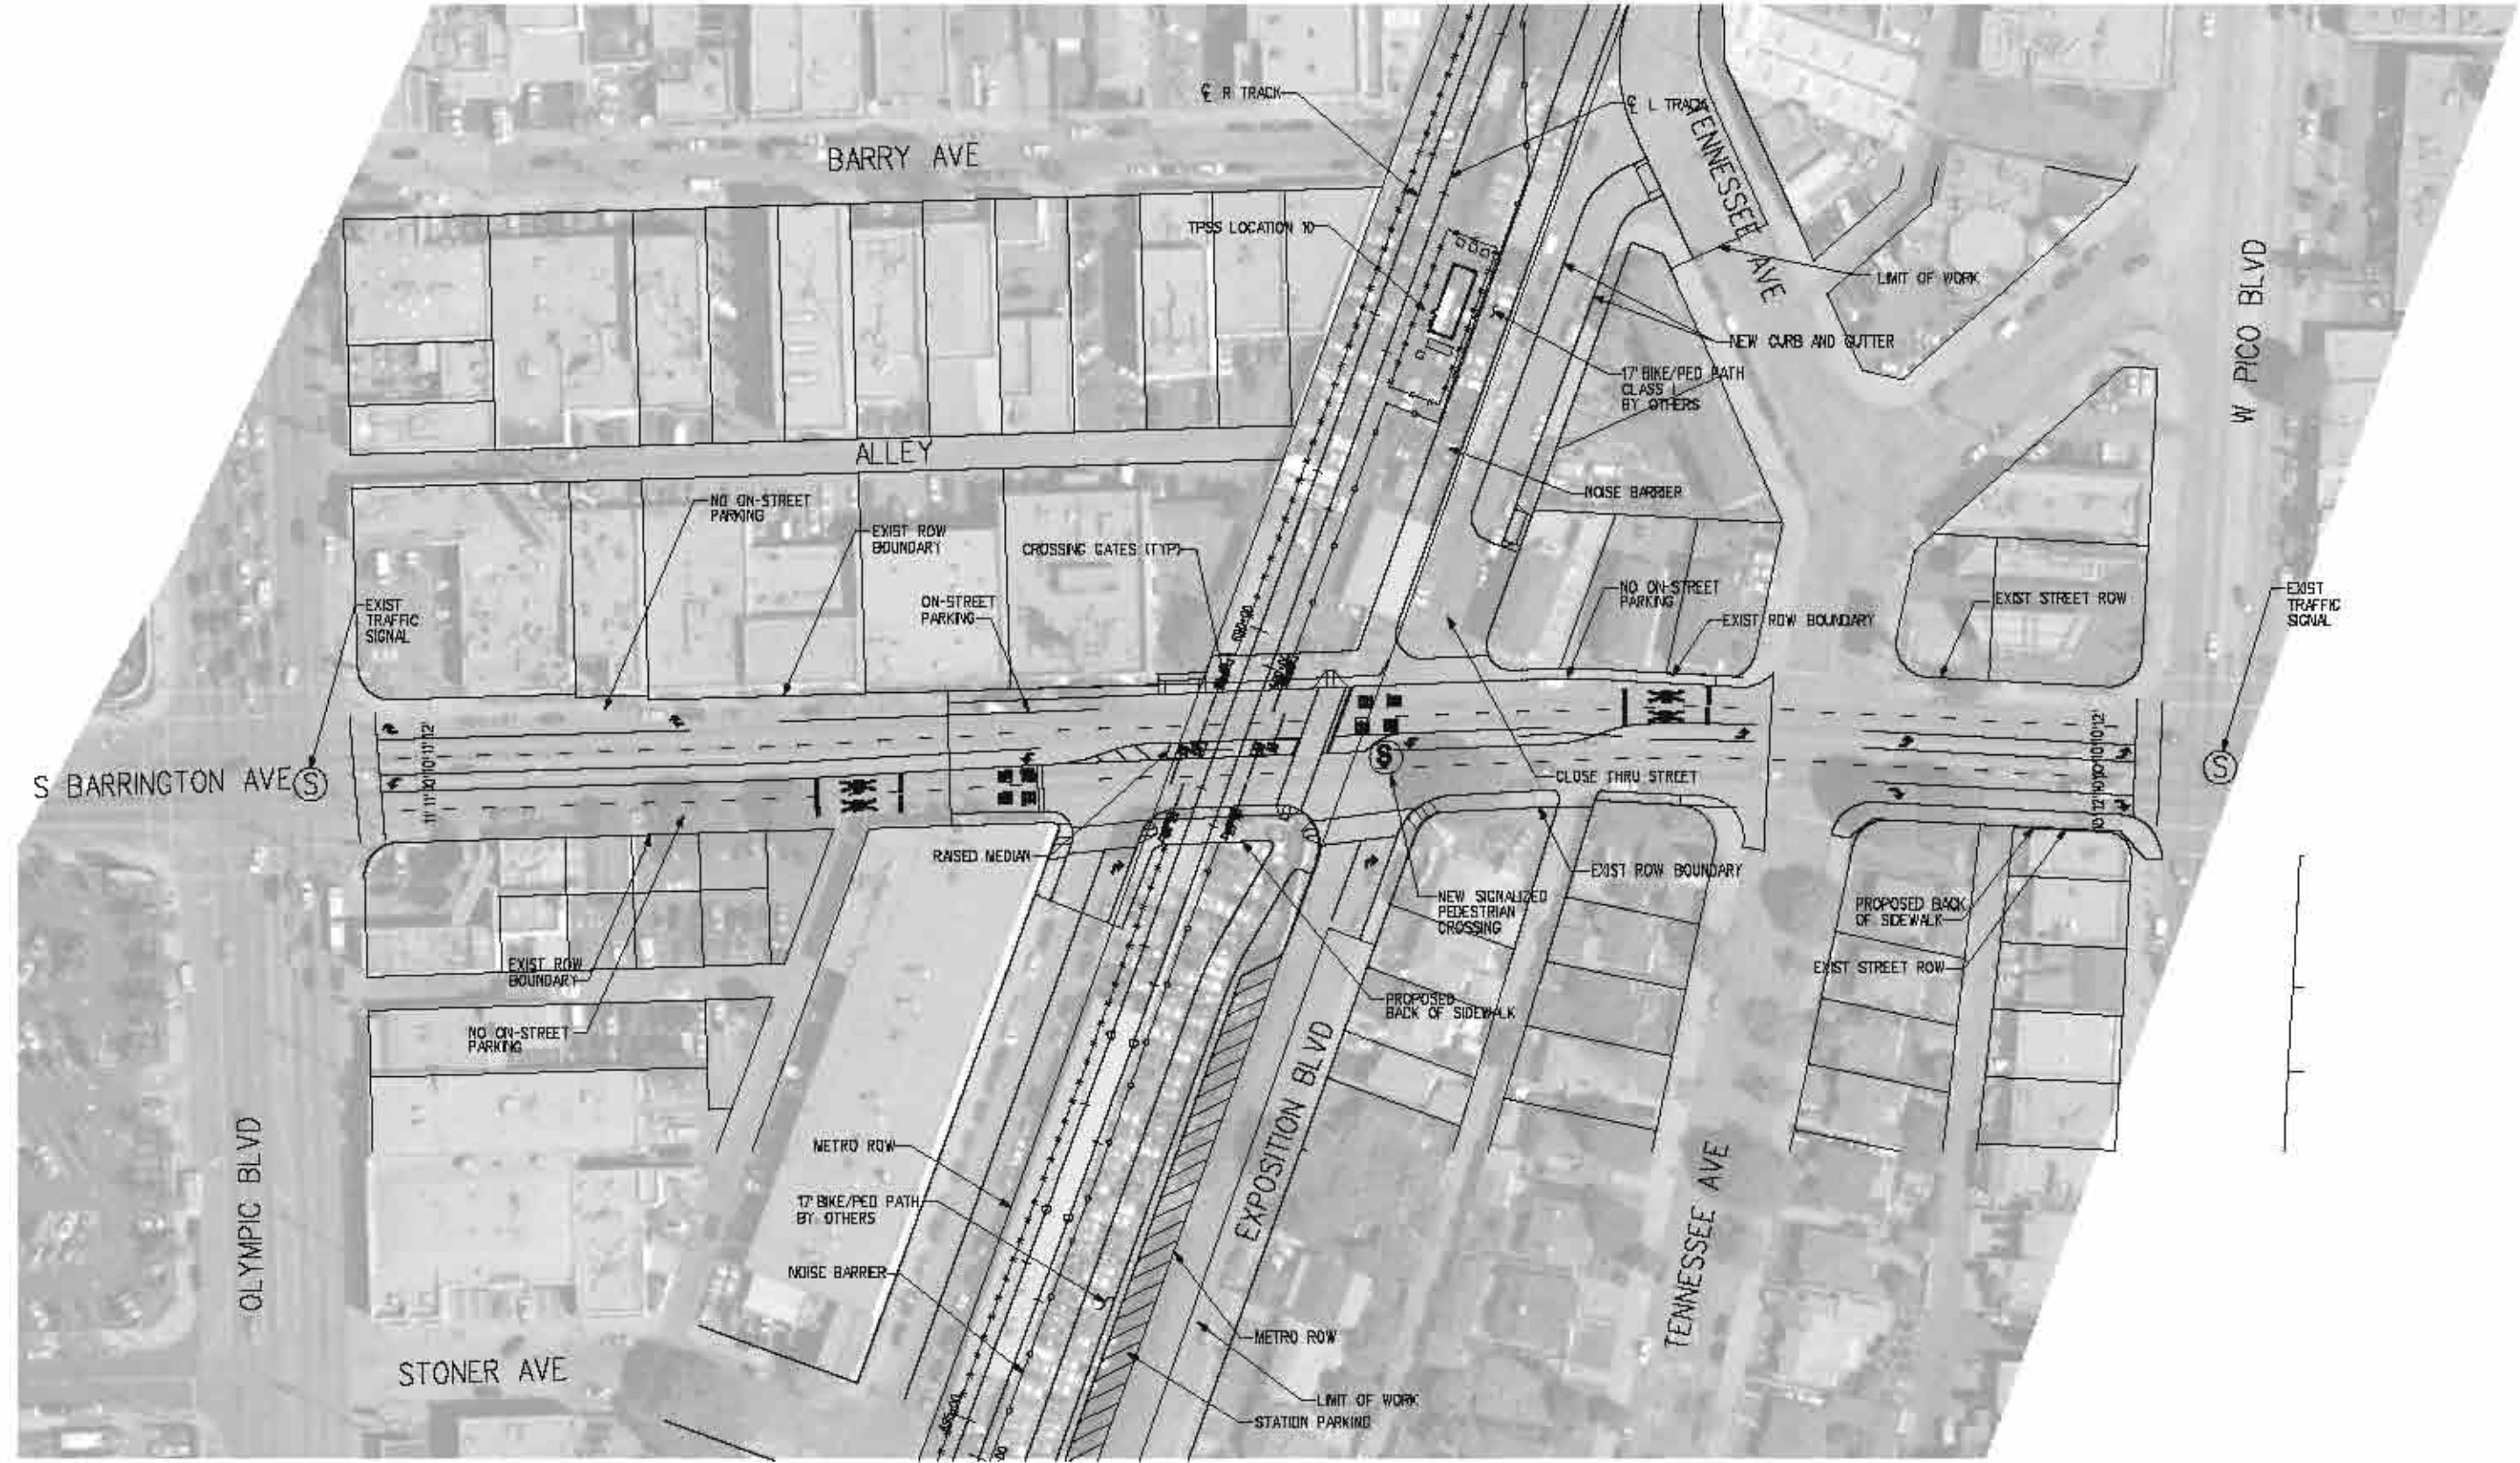 ℄ R TRACK
℄ L TRACK
BARRY AVE
TENNESSEE AVE
TPSS LOCATION 10
LIMIT OF WORK
W PICO BLVD
NEW CURB AND GUTTER
17' BIKE/PED PATH
CLASS I
BY OTHERS
ALLEY
NO ON-STREET
PARKING
NOISE BARRIER
EXIST ROW
BOUNDARY
CROSSING GATES (TYP)
EXIST
TRAFFIC
SIGNAL
ON-STREET
PARKING
NO ON-STREET
PARKING
EXIST ROW BOUNDARY
EXIST STREET ROW
EXIST
TRAFFIC
SIGNAL
S BARRINGTON AVE
S
S
CLOSE THRU STREET
RAISED MEDIAN
EXIST ROW BOUNDARY
NEW SIGNALIZED
PEDESTRIAN
CROSSING
PROPOSED BACK
OF SIDEWALK
EXIST STREET ROW
EXIST ROW
BOUNDARY
PROPOSED
BACK OF SIDEWALK
NO ON-STREET
PARKING
OLYMPIC BLVD
EXPOSITION BLVD
TENNESSEE AVE
METRO ROW
17' BIKE/PED PATH
BY OTHERS
NOISE BARRIER
METRO ROW
STONER AVE
LIMIT OF WORK
STATION PARKING